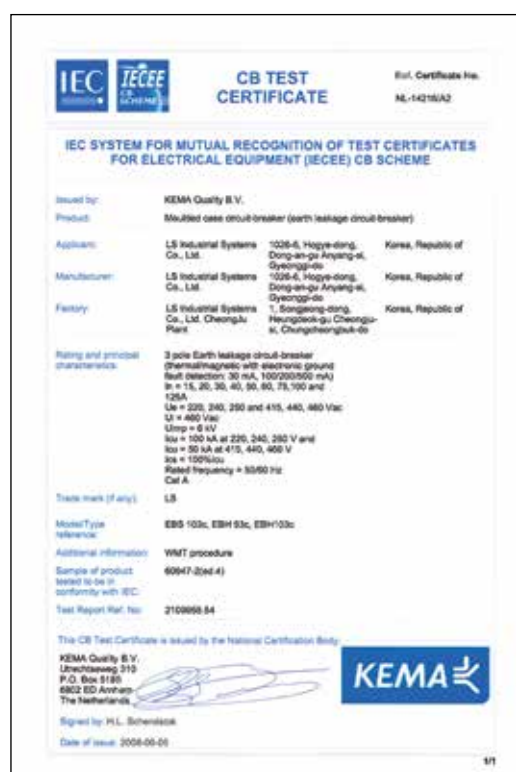 IEC IECEE
CB
SCHEME
CB TEST
CERTIFICATE
Ref. Certificate No.
NL-14216/A2
IEC SYSTEM FOR MUTUAL RECOGNITION OF TEST CERTIFICATES
FOR ELECTRICAL EQUIPMENT (IECEE) CB SCHEME
Issued by: KEMA Quality B.V.
Product: Moulded case circuit-breaker (earth leakage circuit-breaker)
Applicant: LS Industrial Systems Co., Ltd. 1026-6, Hogye-dong, Dong-an-gu Anyang-si, Gyeonggi-do Korea, Republic of
Manufacturer: LS Industrial Systems Co., Ltd. 1026-6, Hogye-dong, Dong-an-gu Anyang-si, Gyeonggi-do Korea, Republic of
Factory: LS Industrial Systems Co., Ltd. CheongJu Plant 1, Songjeong-dong, Heungdeok-gu Cheongju-si, Chungcheongbuk-do Korea, Republic of
Rating and principal characteristics: 3 pole Earth leakage circuit-breaker
(thermal/magnetic with electronic ground
fault detection: 30 mA, 100/200/500 mA)
In = 15, 20, 30, 40, 50, 60, 75, 100 and
125A
Ue = 220, 240, 250 and 415, 440, 460 Vac
Ui = 460 Vac
Uimp = 6 kV
Icu = 100 kA at 220, 240, 250 V and
Icu = 50 kA at 415, 440, 460 V
Ics = 100%Icu
Rated frequency = 50/60 Hz
Cat A
Trade mark (if any): LS
Model/Type reference: EBS 103c, EBH 53c, EBH103c
Additional information: WMT procedure
Sample of product tested to be in conformity with IEC: 60947-2(ed.4)
Test Report Ref. No:
This CB Test Certificate is issued by the National Certification Body:
KEMA Quality B.V.
Utrechtseweg 310
P.O. Box 5185
6802 ED Arnhem
The Netherlands
KEMA
Signed by: H.L.
Date of issue:
1/1